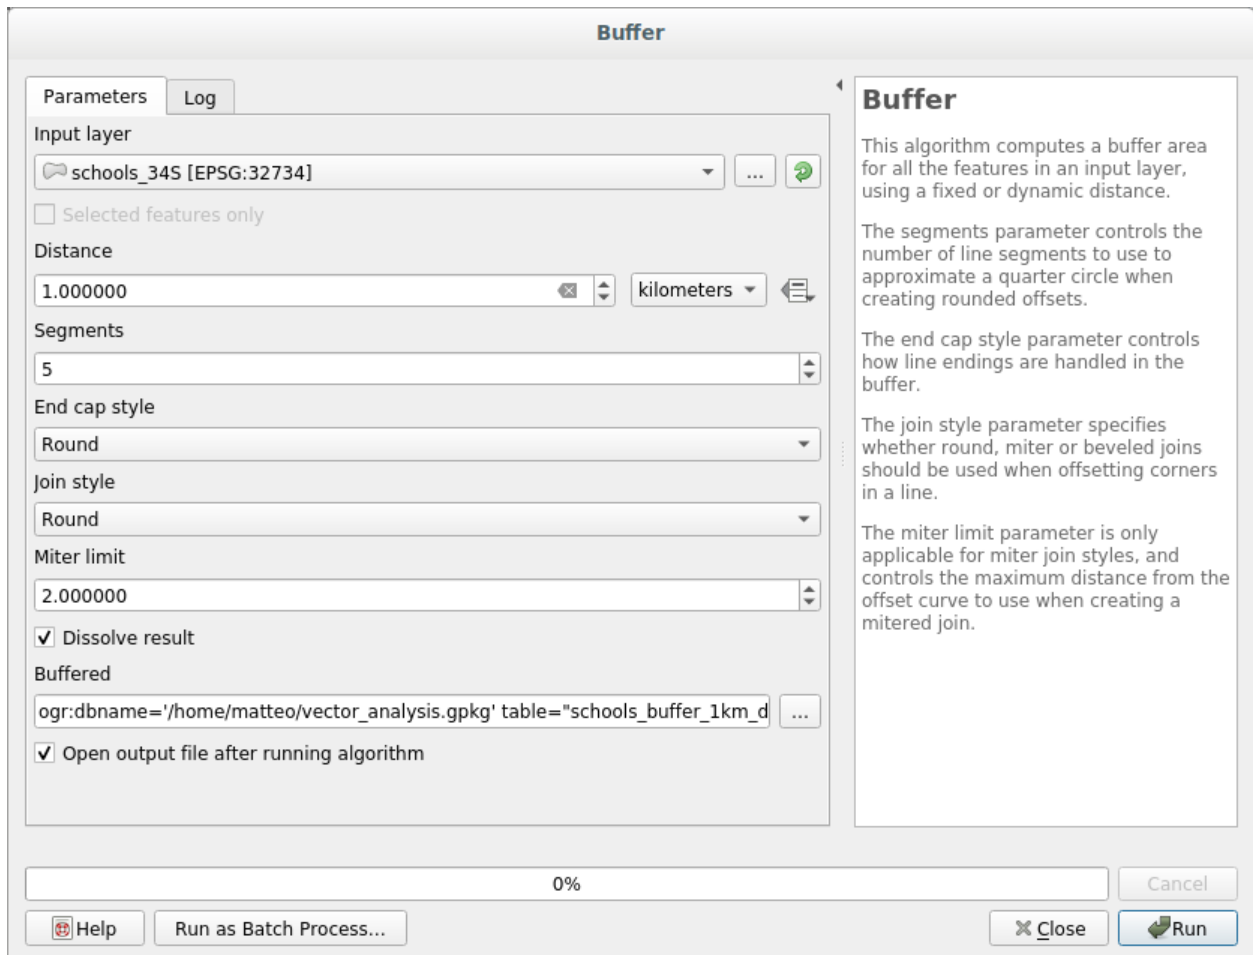 Buffer
Parameters
Log
Input layer
schools_34S [EPSG:32734]
...
Selected features only
Distance
1.000000
kilometers
Segments
5
End cap style
Round
Join style
Round
Miter limit
2.000000
Dissolve result
Buffered
ogr:dbname='/home/matteo/vector_analysis.gpkg' table="schools_buffer_1km_d
...
Open output file after running algorithm
Buffer
This algorithm computes a buffer area
for all the features in an input layer,
using a fixed or dynamic distance.
The segments parameter controls the
number of line segments to use to
approximate a quarter circle when
creating rounded offsets.
The end cap style parameter controls
how line endings are handled in the
buffer.
The join style parameter specifies
whether round, miter or beveled joins
should be used when offsetting corners
in a line.
The miter limit parameter is only
applicable for miter join styles, and
controls the maximum distance from the
offset curve to use when creating a
mitered join.
0%
Cancel
Help
Run as Batch Process...
Close
Run